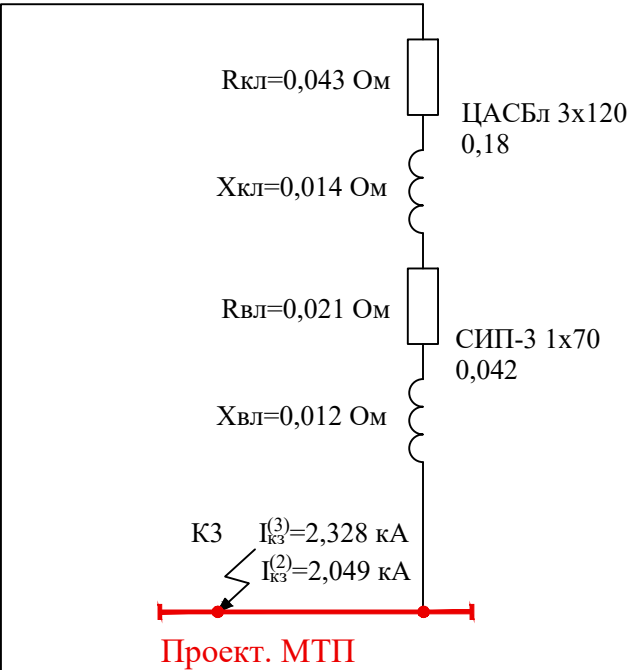 Rкл=0,043 Ом
ЦАСБл 3х120
0,18
Xкл=0,014 Ом
Rвл=0,021 Ом
СИП-3 1х70
0,042
Xвл=0,012 Ом
К3 I(3)кз=2,328 кА
I(2)кз=2,049 кА
Проект. МТП